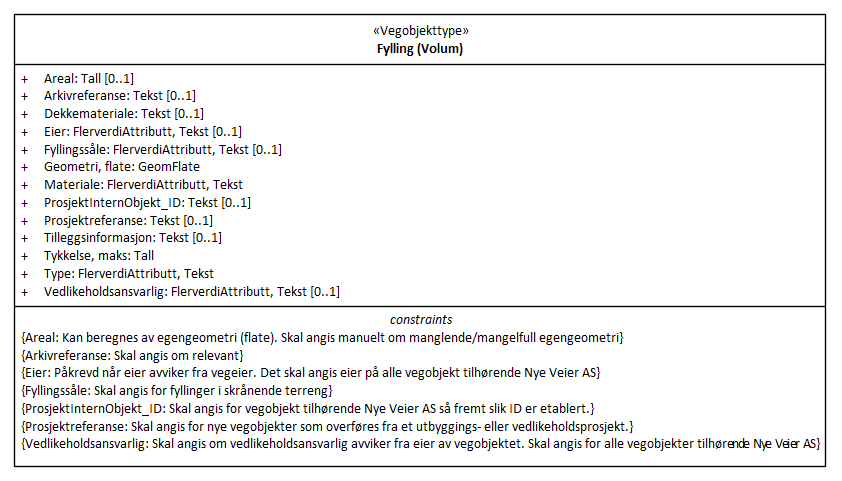 «Vegobjekttype»
Fylling (Volum)
+ Areal: Tall [0..1]
+ Arkivreferanse: Tekst [0..1]
+ Dekkemateriale: Tekst [0..1]
+ Eier: FlerverdiAttributt, Tekst [0..1]
+ Fyllingssåle: FlerverdiAttributt, Tekst [0..1]
+ Geometri, flate: GeomFlate
+ Materiale: FlerverdiAttributt, Tekst
+ ProsjektInternObjekt_ID: Tekst [0..1]
+ Prosjektreferanse: Tekst [0..1]
+ Tilleggsinformasjon: Tekst [0..1]
+ Tykkelse, maks: Tall
+ Type: FlerverdiAttributt, Tekst
+ Vedlikeholdsansvarlig: FlerverdiAttributt, Tekst [0..1]
constraints
{Areal: Kan beregnes av egengeometri (flate). Skal angis manuelt om manglende/mangelfull egengeometri}
{Arkivreferanse: Skal angis om relevant}
{Eier: Påkrevd når eier avviker fra vegeier. Det skal angis eier på alle vegobjekt tilhørende Nye Veier AS}
{Fyllingssåle: Skal angis for fyllinger i skrånende terreng}
{ProsjektInternObjekt_ID: Skal angis for vegobjekt tilhørende Nye Veier AS så fremt slik ID er etablert.}
{Prosjektreferanse: Skal angis for nye vegobjekter som overføres fra et utbyggings- eller vedlikeholdsprosjekt.}
{Vedlikeholdsansvarlig: Skal angis om vedlikeholdsansvarlig avviker fra eier av vegobjektet. Skal angis for alle vegobjekter tilhørende Nye Veier AS}